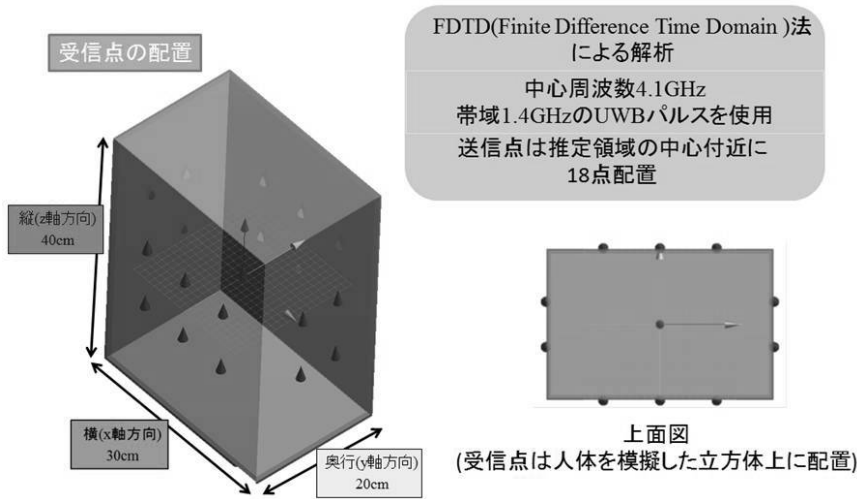 受信点の配置
FDTD(Finite Difference Time Domain )法
による解析
中心周波数4.1GHz
帯域1.4GHzのUWBパルスを使用
送信点は推定領域の中心付近に
18点配置
縦(z軸方向)
40cm
横(x軸方向)
30cm
奥行(y軸方向)
20cm
上面図
(受信点は人体を模擬した立方体上に配置)